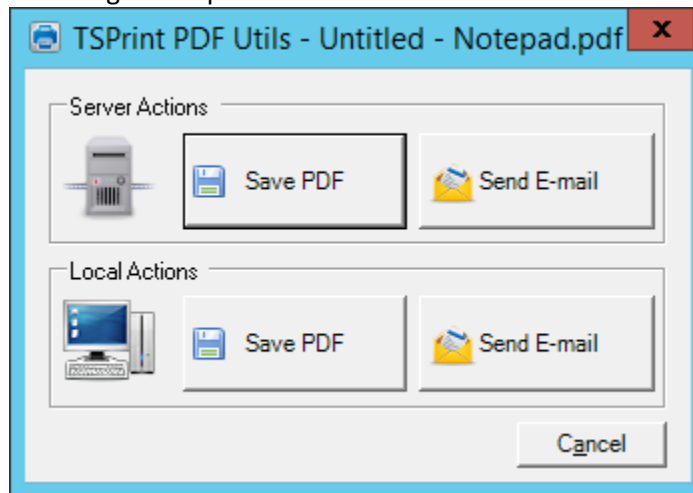 TSPrint PDF Utils - Untitled - Notepad.pdf x
Server Actions
Save PDF Send E-mail
Local Actions
Save PDF Send E-mail
Cancel